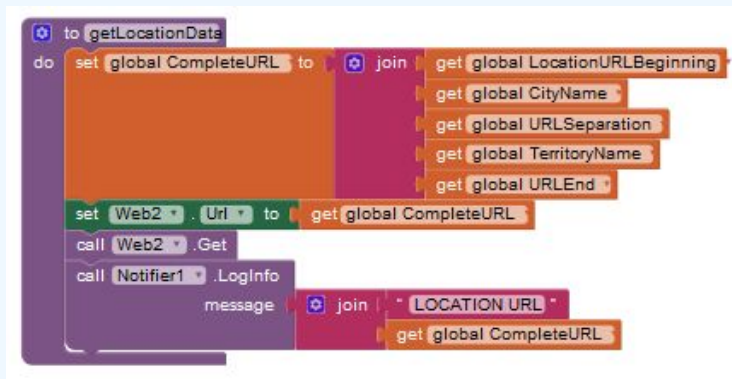 to getLocationData
do set global CompleteURL to join get global LocationURLBeginning
get global CityName
get global URLSeparation
get global TerritoryName
get global URLEnd
set Web2 . Url to get global CompleteURL
call Web2 .Get
call Notifier1 .LogInfo
message join " LOCATION URL "
get global CompleteURL